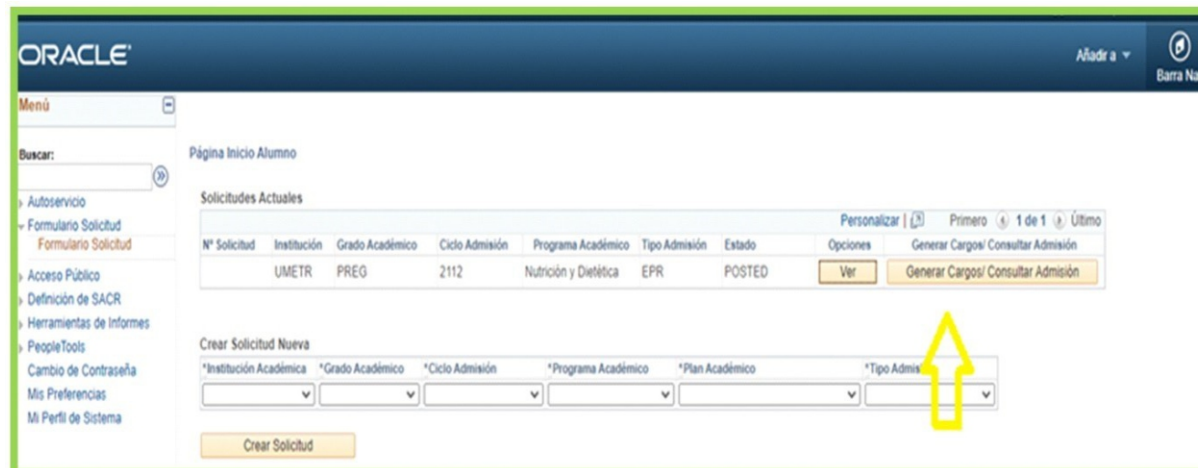 ORACLE
Añadir a
Barra Na
Menú
Buscar:
Página Inicio Alumno
Autoservicio
Formulario Solicitud
Formulario Solicitud
Acceso Público
Definición de SACR
Herramientas de Informes
PeopleTools
Cambio de Contraseña
Mis Preferencias
Mi Perfil de Sistema
Solicitudes Actuales
Personalizar | Primero 1 de 1 Último
Nº Solicitud Institución Grado Académico Ciclo Admisión Programa Académico Tipo Admisión Estado Opciones Generar Cargos/ Consultar Admisión
UMETR PREG 2112 Nutrición y Dietética EPR POSTED Ver Generar Cargos/ Consultar Admisión
Crear Solicitud Nueva
*Institución Académica *Grado Académico *Ciclo Admisión *Programa Académico *Plan Académico *Tipo Admis
Crear Solicitud